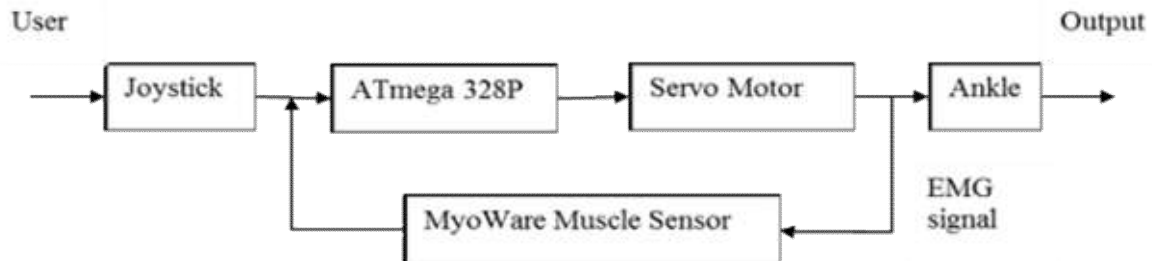 User
Output
Joystick
ATmega 328P
Servo Motor
Ankle
MyoWare Muscle Sensor
EMG
signal